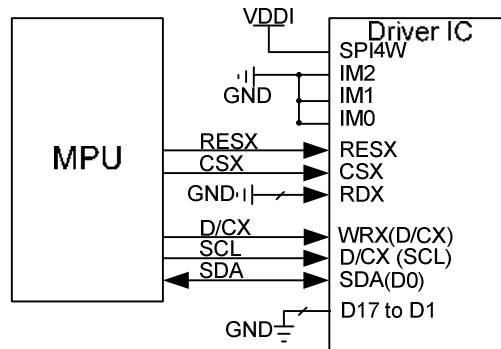 VDDI
Driver IC
SPI4W
IM2
GND
IM1
IM0
MPU
RESX
RESX
CSX
CSX
GND
RDX
D/CX
WRX(D/CX)
SCL
D/CX (SCL)
SDA
SDA(D0)
D17 to D1
GND